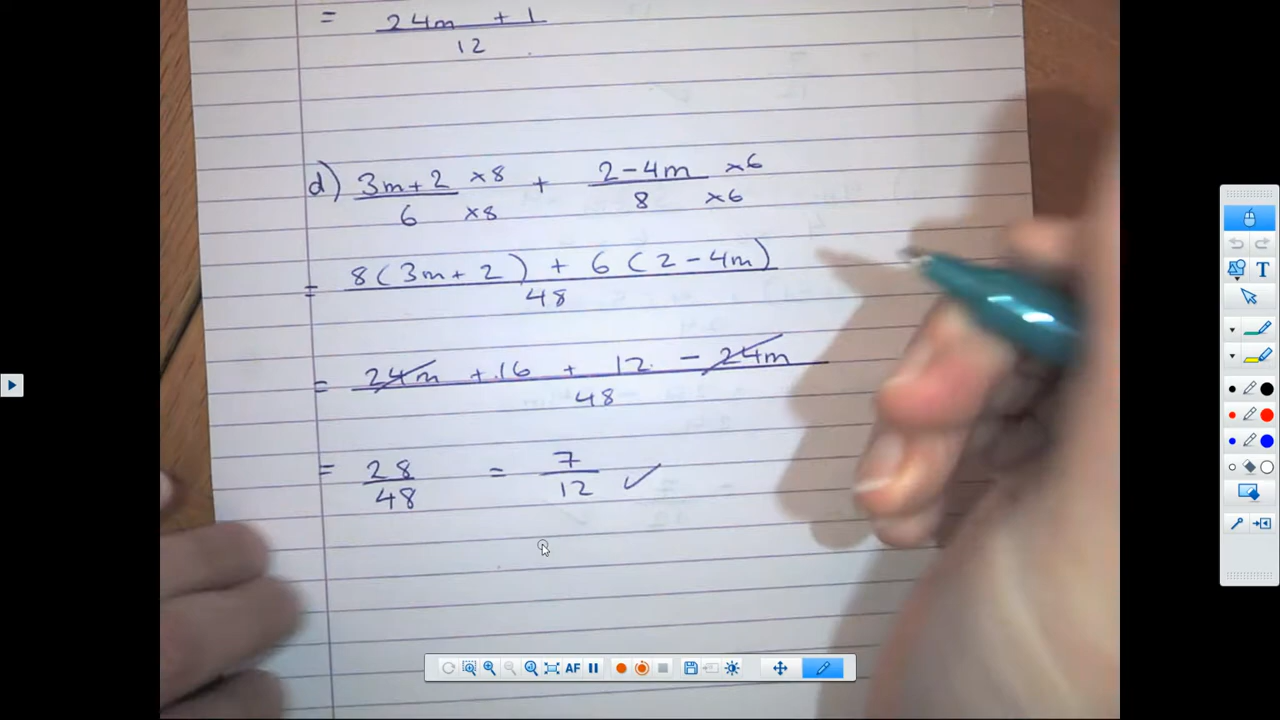 = 24m + 1
12
d) 3m+2 ×8 + 2-4m ×6
6 ×8 8 ×6
= 8(3m+2) + 6(2-4m)
48
= 24m + 16 + 12 - 24m
48
= 28 = 7 ✓
48 12
T
AF